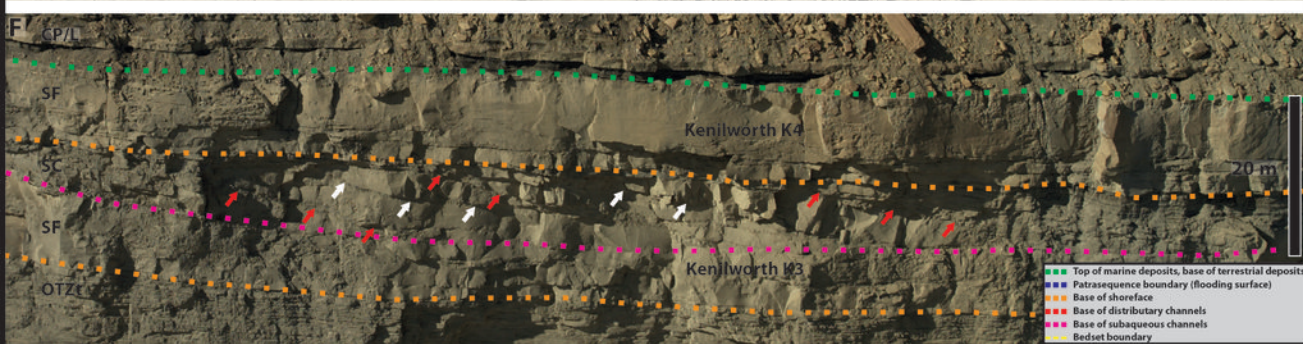 F
CP/L
SF
Kenilworth K4
SC
20 m
SF
Kenilworth K3
OTZt
Top of marine deposits, base of terrestrial deposits
Patrasequence boundary (flooding surface)
Base of shoreface
Base of distributary channels
Base of subaqueous channels
Bedset boundary